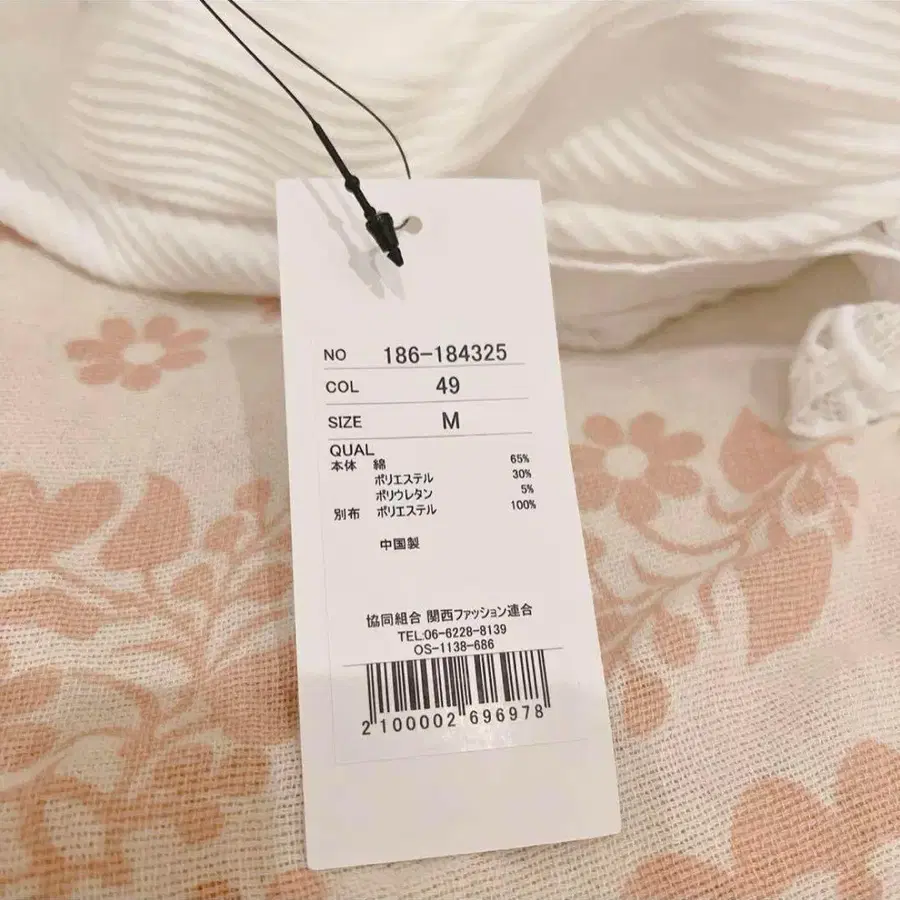 NO 186-184325
COL 49
SIZE M
QUAL
本体 綿 65%
ポリエステル 30%
ポリウレタン 5%
別布 ポリエステル 100%
中国製
協同組合 関西ファッション連合
TEL:06-6228-8139
OS-1138-686
2 100002 696978